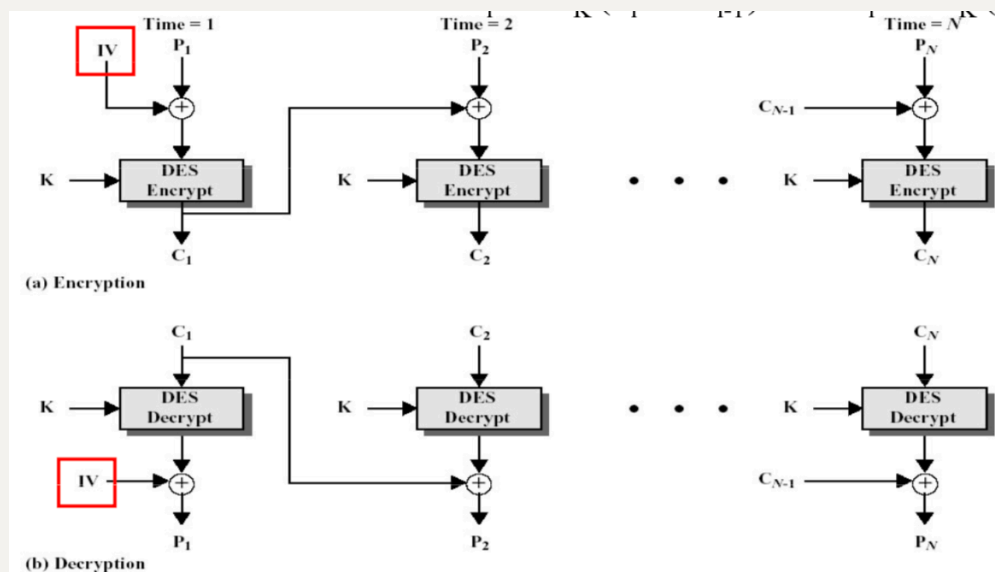 Time = 1 Time = 2 Time = N
IV P1 P2 PN
CN-1
K DES Encrypt K DES Encrypt K DES Encrypt
C1 C2 CN
(a) Encryption
C1 C2 CN
K DES Decrypt K DES Decrypt K DES Decrypt
IV CN-1
P1 P2 PN
(b) Decryption